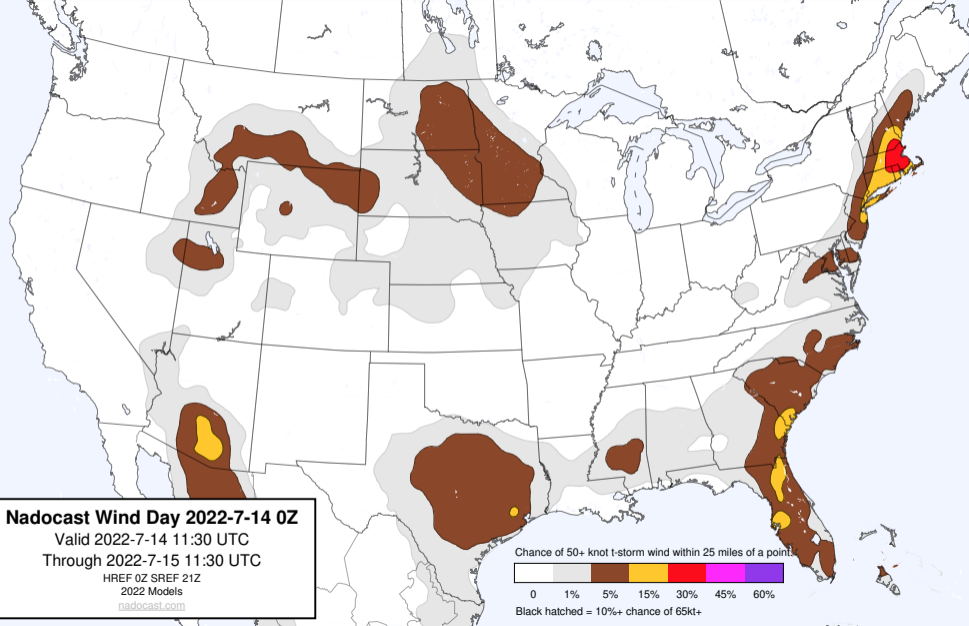 Nadocast Wind Day 2022-7-14 0Z
Valid 2022-7-14 11:30 UTC
Through 2022-7-15 11:30 UTC
HREF 0Z SREF 21Z
2022 Models
nadocast.com
Chance of 50+ knot t-storm wind within 25 miles of a point.
0 1% 5% 15% 30% 45% 60%
Black hatched = 10%+ chance of 65kt+